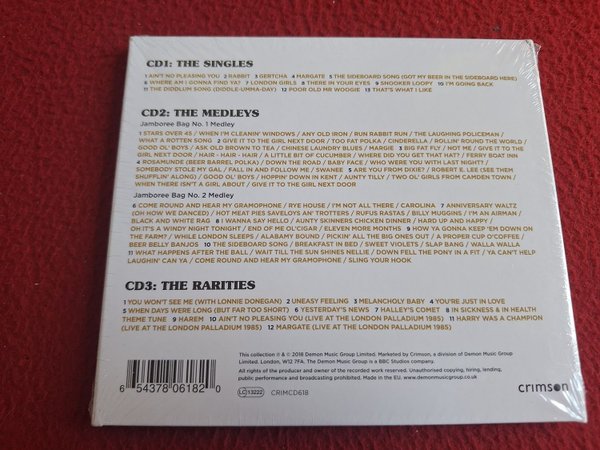 CD1: THE SINGLES
1 AIN'T NO PLEASING YOU 2 RABBIT 3 GERTCHA 4 MARGATE 5 THE SIDEBOARD SONG (GOT MY BEER IN THE SIDEBOARD HERE)
6 WHERE AM I GONNA FIND YA? 7 LONDON GIRLS 8 THERE IN YOUR EYES 9 SNOOKER LOOPY 10 I'M GOING BACK
11 THE DIDDLUM SONG (DIDDLE-UMMA-DAY) 12 POOR OLD MR WOOGIE 13 THAT'S WHAT I LIKE
CD2: THE MEDLEYS
Jamboree Bag No. 1 Medley
1 STARS OVER 45 / WHEN I'M CLEANIN' WINDOWS / ANY OLD IRON / RUN RABBIT RUN / THE LAUGHING POLICEMAN /
WHAT A ROTTEN SONG 2 GIVE IT TO THE GIRL NEXT DOOR / TOO FAT POLKA / CINDERELLA / ROLLIN' ROUND THE WORLD /
GOOD OL' BOYS / ASK OLD BROWN TO TEA / CHINESE LAUNDRY BLUES / MARGIE 3 BIG FAT FLY / NOT ME / GIVE IT TO THE
GIRL NEXT DOOR / HAIR - HAIR - HAIR / A LITTLE BIT OF CUCUMBER / WHERE DID YOU GET THAT HAT? / FERRY BOAT INN
4 ROSAMUNDE (BEER BARREL POLKA) / DOWN THE ROAD / BABY FACE / WHO WERE YOU WITH LAST NIGHT? /
SOMEBODY STOLE MY GAL / FALL IN AND FOLLOW ME / SWANEE 5 ARE YOU FROM DIXIE? / ROBERT E. LEE (SEE THEM
SHUFFLIN' ALONG) / GOOD OL' BOYS / HOPPIN' DOWN IN KENT / AUNTY TILLY / TWO OL' GIRLS FROM CAMDEN TOWN /
WHEN THERE ISN'T A GIRL ABOUT / GIVE IT TO THE GIRL NEXT DOOR
Jamboree Bag No. 2 Medley
6 COME ROUND AND HEAR MY GRAMOPHONE / RYE HOUSE / I'M NOT ALL THERE / CAROLINA 7 ANNIVERSARY WALTZ
(OH HOW WE DANCED) / HOT MEAT PIES SAVELOYS AN' TROTTERS / RUFUS RASTAS / BILLY MUGGINS / I'M AN AIRMAN /
BLACK AND WHITE RAG 8 I WANNA SAY HELLO / AUNTY SKINNERS CHICKEN DINNER / HARD UP AND HAPPY /
OH IT'S A WINDY NIGHT TONIGHT / END OF ME OL'CIGAR / ELEVEN MORE MONTHS 9 HOW YA GONNA KEEP 'EM DOWN ON
THE FARM? / WHILE LONDON SLEEPS / ALABAMY BOUND / PICKIN' ALL THE BIG ONES OUT / A PROPER CUP O'COFFEE /
BEER BELLY BANJOS 10 THE SIDEBOARD SONG / BREAKFAST IN BED / SWEET VIOLETS / SLAP BANG / WALLA WALLA
11 WHAT HAPPENS AFTER THE BALL / WAIT TILL THE SUN SHINES NELLIE / DOWN FELL THE PONY IN A FIT / YA CAN'T HELP
LAUGHIN' CAN YA / COME ROUND AND HEAR MY GRAMOPHONE / SLING YOUR HOOK
CD3: THE RARITIES
1 YOU WON'T SEE ME (WITH LONNIE DONEGAN) 2 UNEASY FEELING 3 MELANCHOLY BABY 4 YOU'RE JUST IN LOVE
5 WHEN DAYS WERE LONG (BUT FAR TOO SHORT) 6 YESTERDAY'S NEWS 7 HALLEY'S COMET 8 IN SICKNESS & IN HEALTH
THEME TUNE 9 HAREM 10 AIN'T NO PLEASING YOU (LIVE AT THE LONDON PALLADIUM 1985) 11 HARRY WAS A CHAMPION
(LIVE AT THE LONDON PALLADIUM 1985) 12 MARGATE (LIVE AT THE LONDON PALLADIUM 1985)
This collection ℗ & © 2018 Demon Music Group Limited. Marketed by Crimson, a division of Demon Music Group
Limited, London, W12 7FA. The Demon Music Group is a BBC Studios company.
All rights of the producer and owner of the recorded work reserved. Unauthorised copying, hiring, lending,
public performance and broadcasting prohibited. Made in the EU. www.demonmusicgroup.co.uk
6 54378 06182 0
LC 13222
CRIMCD618
crimson